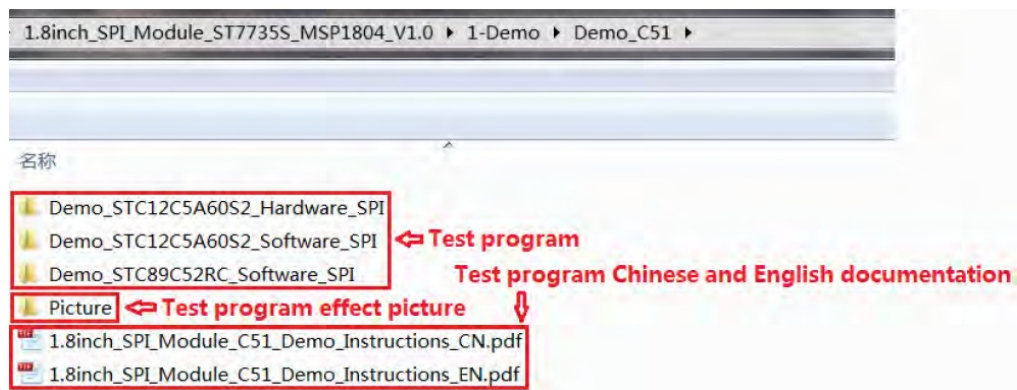 1.8inch_SPI_Module_ST7735S_MSP1804_V1.0 ▸ 1-Demo ▸ Demo_C51 ▸
名称
Demo_STC12C5A60S2_Hardware_SPI
Demo_STC12C5A60S2_Software_SPI
Test program
Demo_STC89C52RC_Software_SPI
Test program Chinese and English documentation
Picture
Test program effect picture
1.8inch_SPI_Module_C51_Demo_Instructions_CN.pdf
1.8inch_SPI_Module_C51_Demo_Instructions_EN.pdf